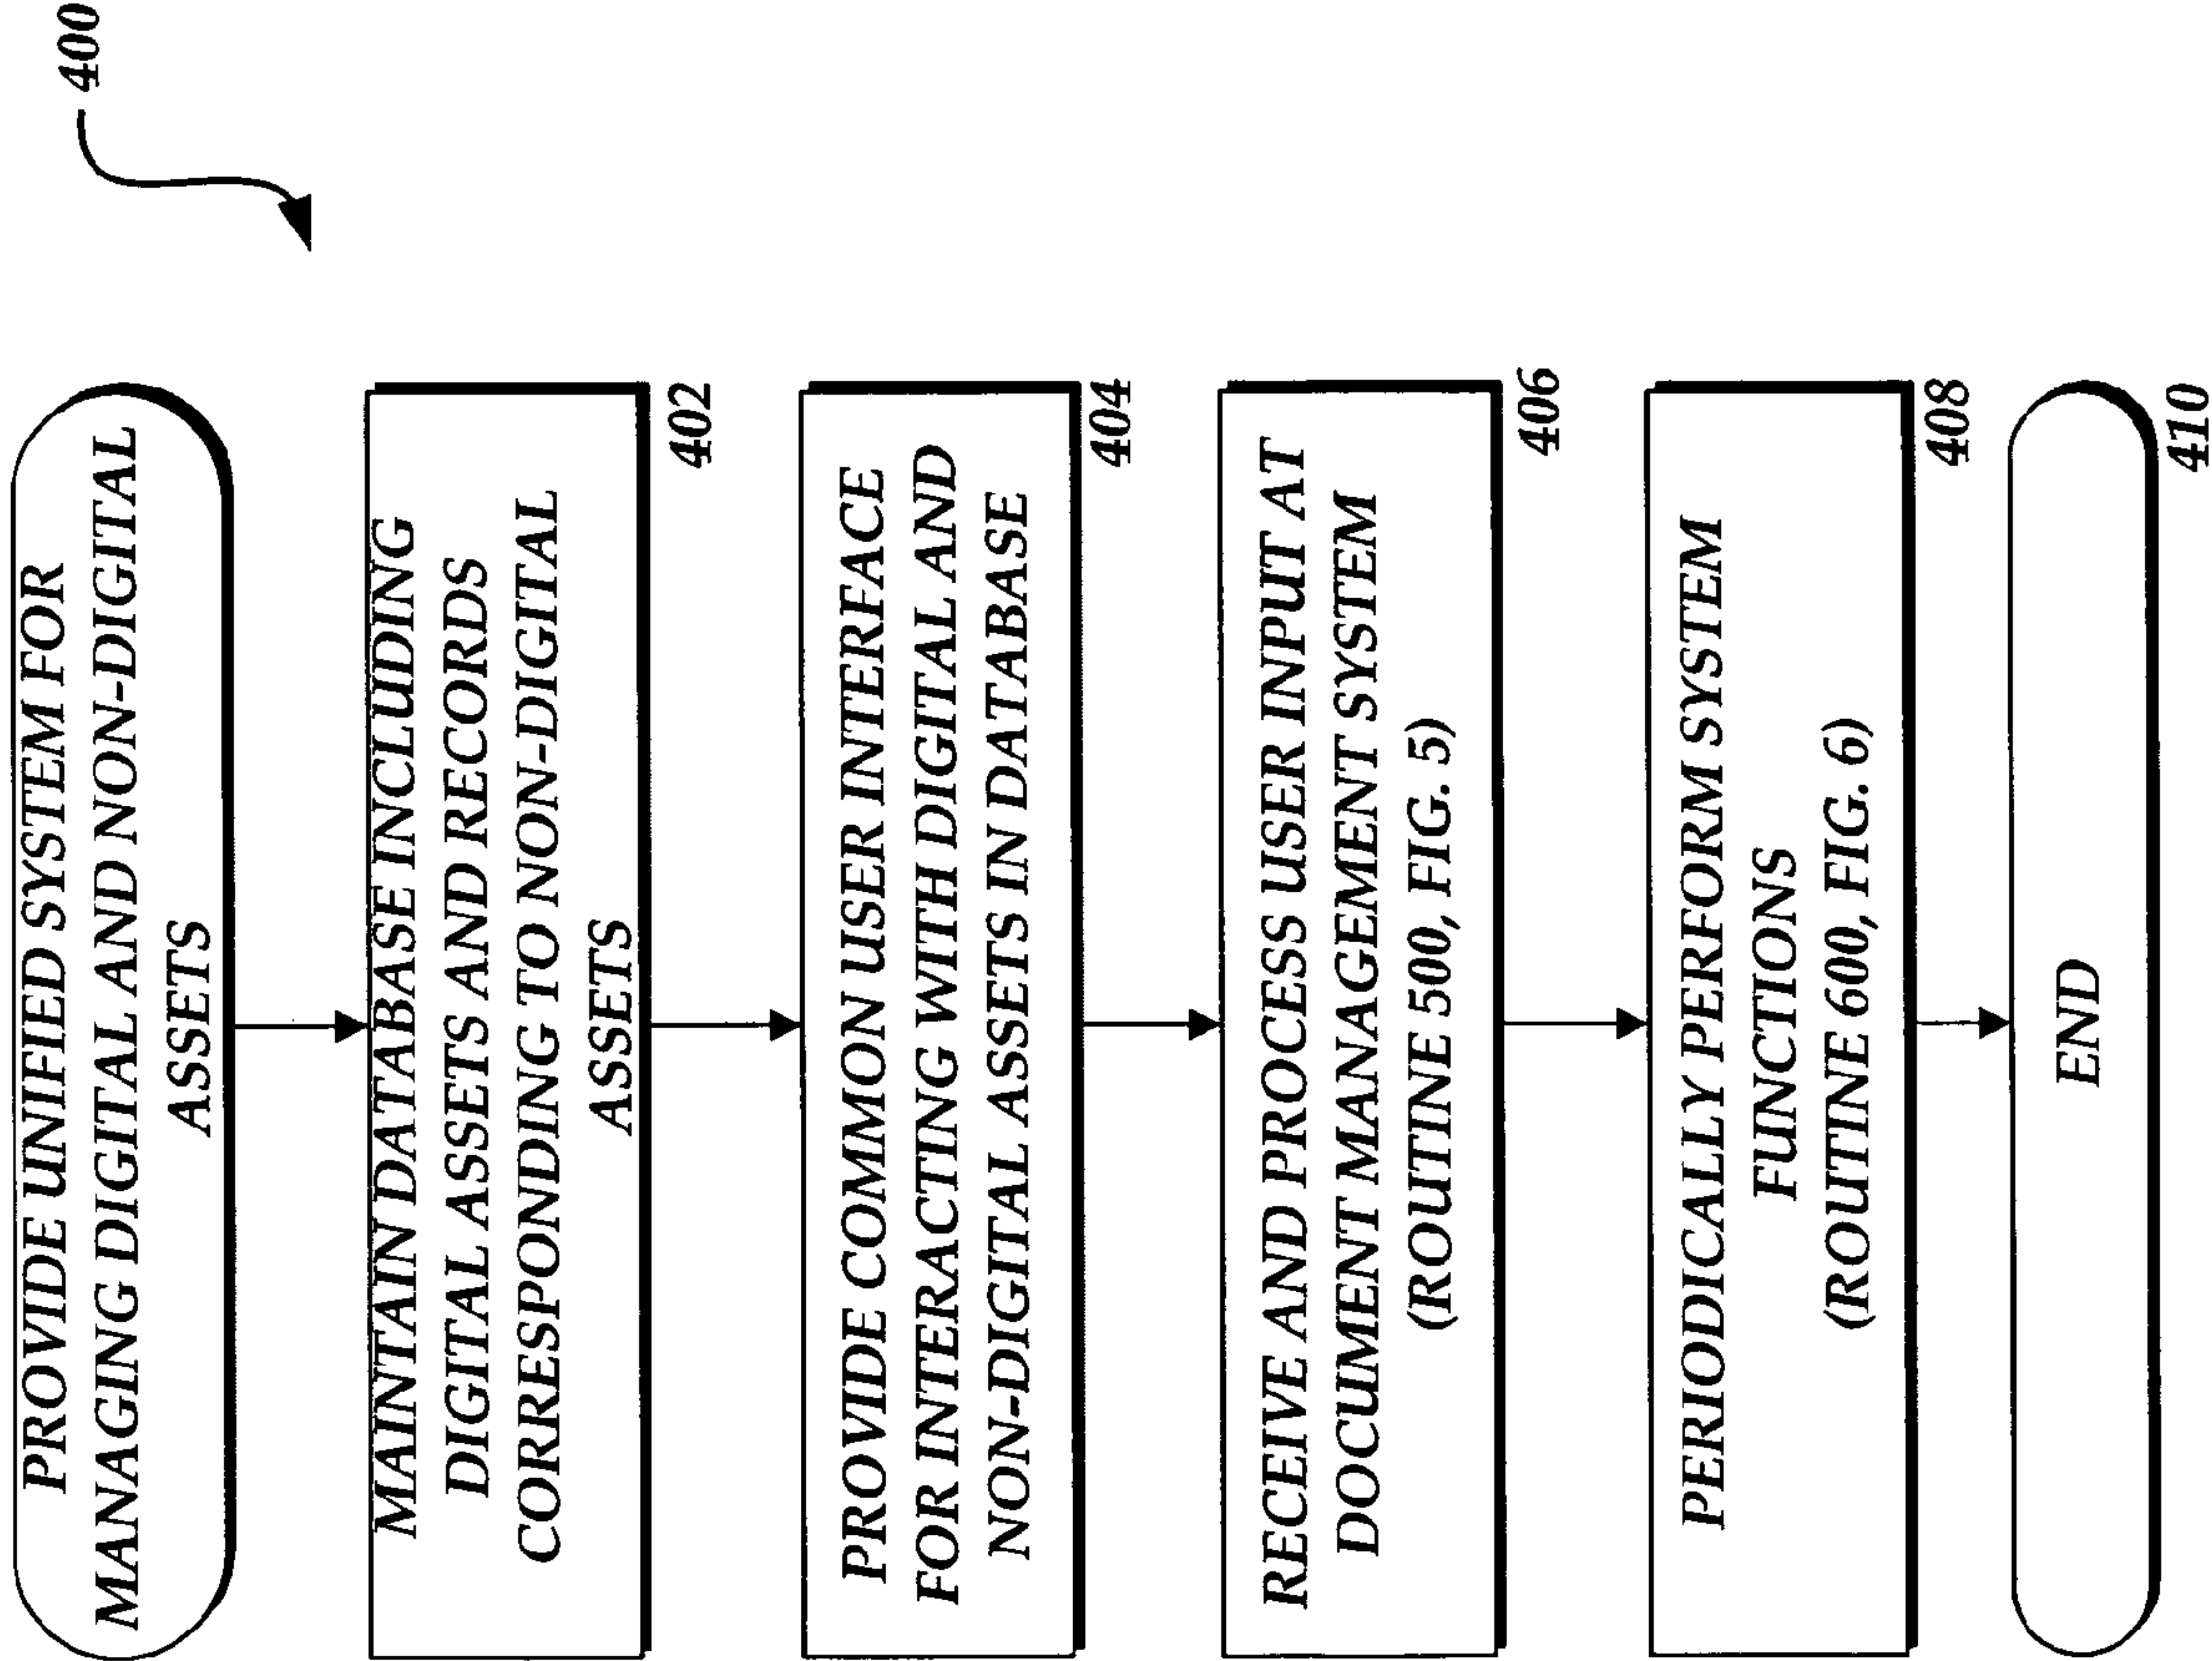 400
PROVIDE UNIFIED SYSTEM FOR
MANAGING DIGITAL AND NON-DIGITAL
ASSETS
MAINTAIN DATABASE INCLUDING
DIGITAL ASSETS AND RECORDS
CORRESPONDING TO NON-DIGITAL
ASSETS
402
PROVIDE COMMON USER INTERFACE
FOR INTERACTING WITH DIGITAL AND
NON-DIGITAL ASSETS IN DATABASE
404
RECEIVE AND PROCESS USER INPUT AT
DOCUMENT MANAGEMENT SYSTEM
(ROUTINE 500, FIG. 5)
406
PERIODICALLY PERFORM SYSTEM
FUNCTIONS
(ROUTINE 600, FIG. 6)
408
END
410